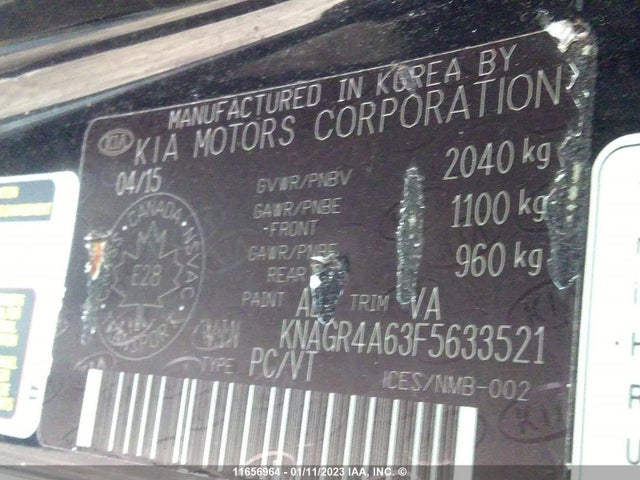 MANUFACTURED IN KOREA BY
KIA KIA MOTORS CORPORATION
04/15 GVWR/PNBV 2040 kg
GAWR/PNBE FRONT 1100 kg
GAWR/PNBE REAR 960 kg
CANADA
E28
PAINT TRIM VA
KNAGR4A63F5633521
TYPE PC/VT ICES/NMB-002
11656964 - 01/11/2023 IAA, INC. ©